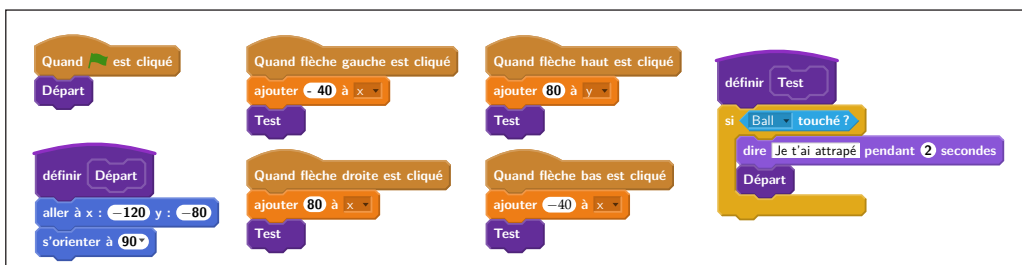 Quand est cliqué
Départ
définir Départ
aller à x : −120 y : −80
s'orienter à 90
Quand flèche gauche est cliqué
ajouter - 40 à x
Test
Quand flèche droite est cliqué
ajouter 80 à x
Test
Quand flèche haut est cliqué
ajouter 80 à y
Test
Quand flèche bas est cliqué
ajouter −40 à x
Test
définir Test
si Ball touché ?
dire Je t'ai attrapé pendant 2 secondes
Départ